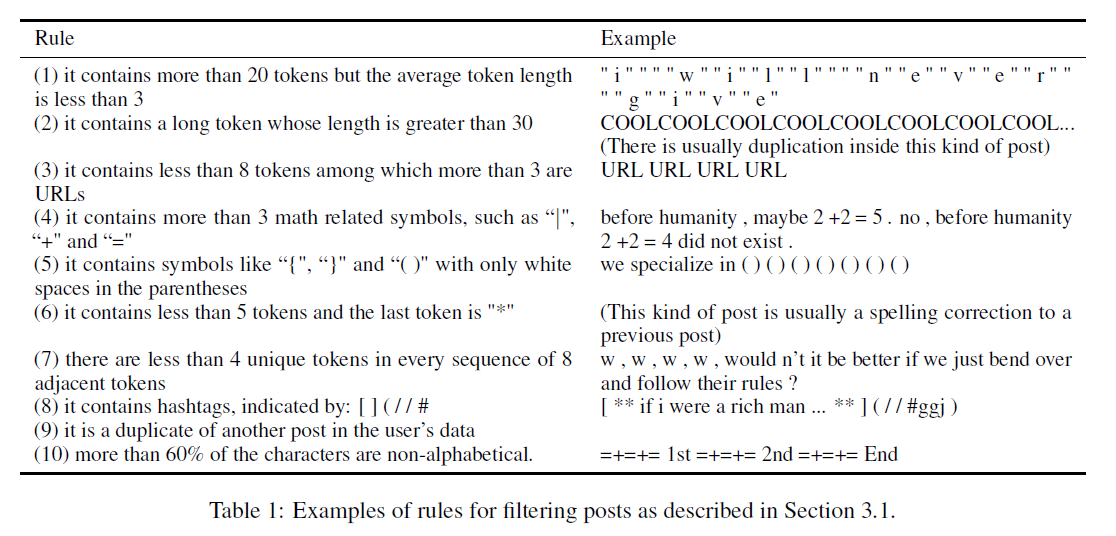 Rule Example
(1) it contains more than 20 tokens but the average token length
is less than 3
" i " " " " w " " i " " l " " l " " " " n " " e " " v " " e " " r " "
" " g " " i " " v " " e "
(2) it contains a long token whose length is greater than 30
COOLCOOLCOOLCOOLCOOLCOOLCOOLCOOL...
(There is usually duplication inside this kind of post)
(3) it contains less than 8 tokens among which more than 3 are
URLs
URL URL URL URL
(4) it contains more than 3 math related symbols, such as “|",
“+" and “="
before humanity , maybe 2 +2 = 5 . no , before humanity
2 +2 = 4 did not exist .
(5) it contains symbols like “{", “}" and “( )" with only white
spaces in the parentheses
we specialize in ( ) ( ) ( ) ( ) ( ) ( ) ( )
(6) it contains less than 5 tokens and the last token is "*"
(This kind of post is usually a spelling correction to a
previous post)
(7) there are less than 4 unique tokens in every sequence of 8
adjacent tokens
w , w , w , w , would n’t it be better if we just bend over
and follow their rules ?
(8) it contains hashtags, indicated by: [ ] ( / / #
[ ** if i were a rich man ... ** ] ( / / #ggj )
(9) it is a duplicate of another post in the user’s data
(10) more than 60% of the characters are non-alphabetical.
=+=+= 1st =+=+= 2nd =+=+= End
Table 1: Examples of rules for filtering posts as described in Section 3.1.